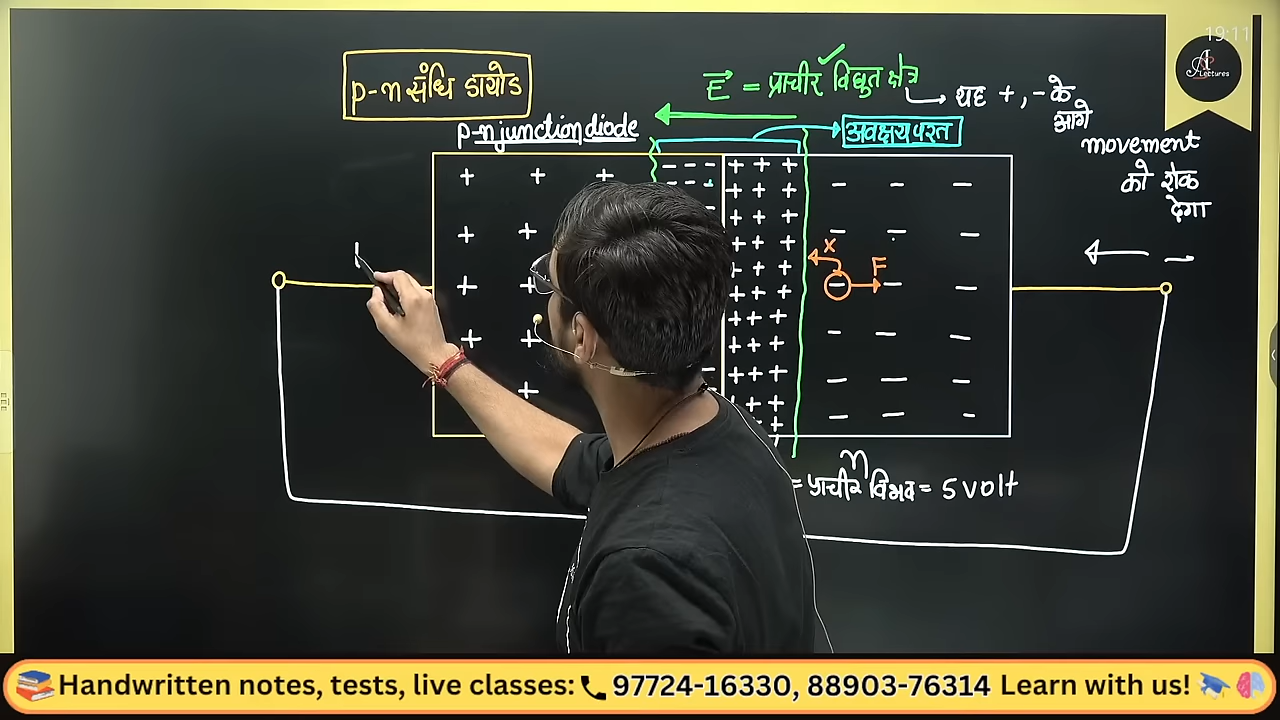 19:11
A
Lectures
p-n संधि डायोड
E = प्राचीर विद्युत क्षेत्र
यह +, - के
आगे
movement
को रोक
देगा
p-n junction diode
अवक्षय परत
x
F
n
= प्राचीर विभव = 5 volt
Handwritten notes, tests, live classes: 97724-16330, 88903-76314 Learn with us!